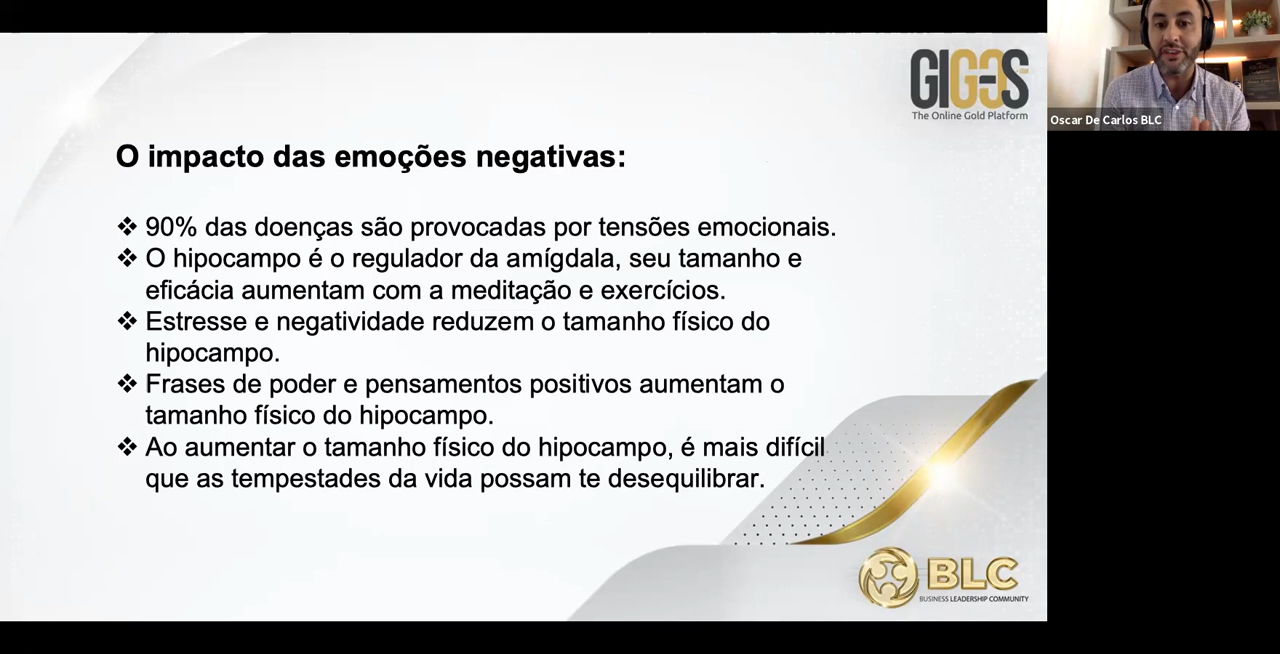 GIG-OS
The Online Gold Platform
Oscar De Carlos BLC
O impacto das emoções negativas:
❖ 90% das doenças são provocadas por tensões emocionais.
❖ O hipocampo é o regulador da amígdala, seu tamanho e
eficácia aumentam com a meditação e exercícios.
❖ Estresse e negatividade reduzem o tamanho físico do
hipocampo.
❖ Frases de poder e pensamentos positivos aumentam o
tamanho físico do hipocampo.
❖ Ao aumentar o tamanho físico do hipocampo, é mais difícil
que as tempestades da vida possam te desequilibrar.
BLC
BUSINESS LEADERSHIP COMMUNITY